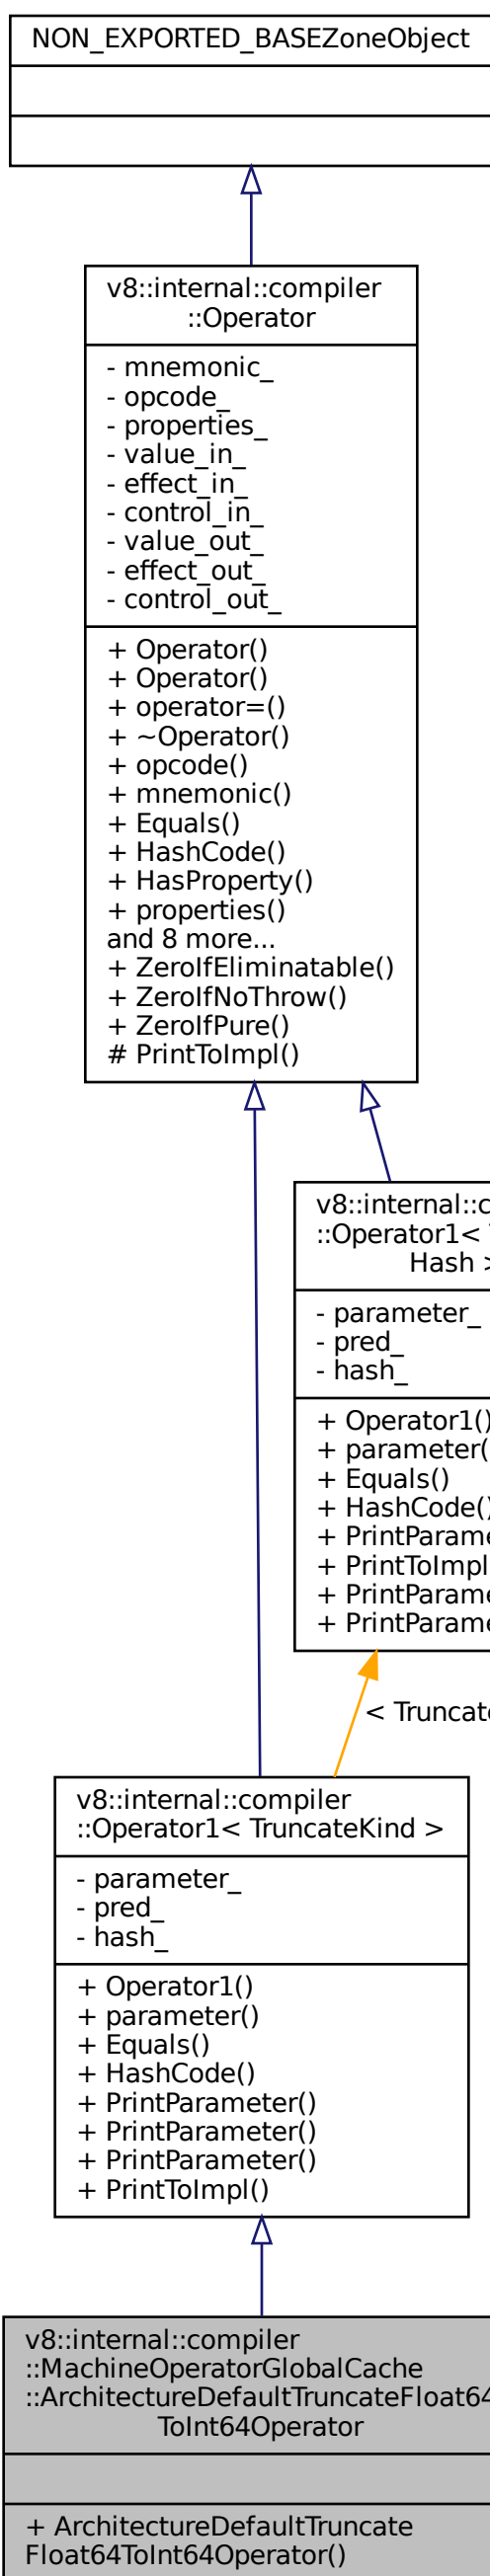 NON_EXPORTED_BASEZoneObject
v8::internal::compiler
::Operator
- mnemonic_
- opcode_
- properties_
- value_in_
- effect_in_
- control_in_
- value_out_
- effect_out_
- control_out_
+ Operator()
+ Operator()
+ operator=()
+ ~Operator()
+ opcode()
+ mnemonic()
+ Equals()
+ HashCode()
+ HasProperty()
+ properties()
and 8 more...
+ ZeroIfEliminatable()
+ ZeroIfNoThrow()
+ ZeroIfPure()
# PrintToImpl()
v8::internal::c
::Operator1<
Hash >
- parameter_
- pred_
- hash_
+ Operator1()
+ parameter(
+ Equals()
+ HashCode()
+ PrintParame
+ PrintToImpl
+ PrintParame
+ PrintParame
< Truncate
v8::internal::compiler
::Operator1< TruncateKind >
- parameter_
- pred_
- hash_
+ Operator1()
+ parameter()
+ Equals()
+ HashCode()
+ PrintParameter()
+ PrintParameter()
+ PrintParameter()
+ PrintToImpl()
v8::internal::compiler
::MachineOperatorGlobalCache
::ArchitectureDefaultTruncateFloat64
ToInt64Operator
+ ArchitectureDefaultTruncate
Float64ToInt64Operator()